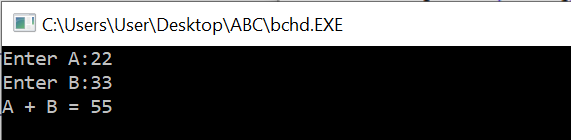 C:\Users\User\Desktop\ABC\bchd.EXE
Enter A:22
Enter B:33
A + B = 55